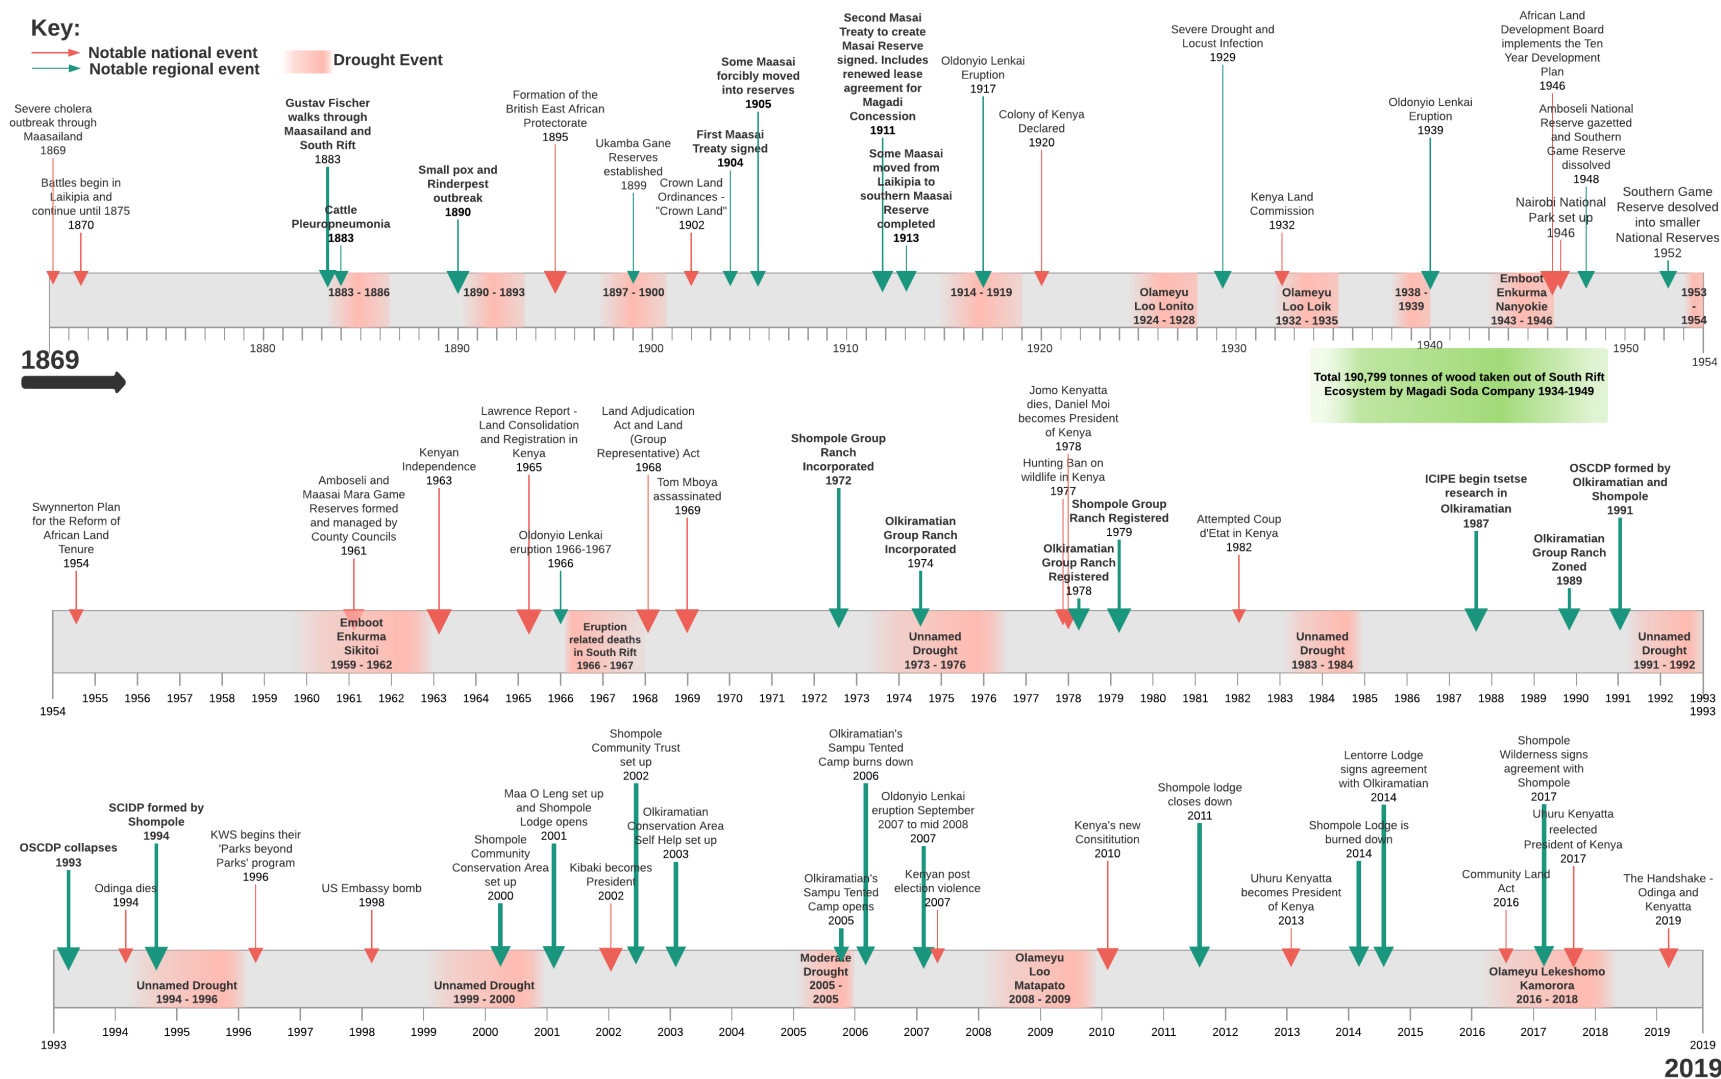 Key:
Notable national event
Notable regional event
Drought Event
Severe cholera
outbreak through
Maasailand
1869
Battles begin in
Laikipia and
continue until 1875
1870
Gustav Fischer
walks through
Maasailand and
South Rift
1883
Cattle
Pleuropneumonia
1883
Small pox and
Rinderpest
outbreak
1890
Formation of the
British East African
Protectorate
1895
Ukamba Gane
Reserves
established
1899
Crown Land
Ordinances -
"Crown Land"
1902
First Maasai
Treaty signed
1904
Some Maasai
forcibly moved
into reserves
1905
Second Masai
Treaty to create
Masai Reserve
signed. Includes
renewed lease
agreement for
Magadi
Concession
1911
Some Maasai
moved from
Laikipia to
southern Maasai
Reserve
completed
1913
Oldonyio Lenkai
Eruption
1917
Colony of Kenya
Declared
1920
Severe Drought and
Locust Infection
1929
Kenya Land
Commission
1932
Oldonyio Lenkai
Eruption
1939
African Land
Development Board
implements the Ten
Year Development
Plan
1946
Amboseli National
Reserve gazetted
and Southern
Game Reserve
dissolved
1948
Nairobi National
Park set up
1946
Southern Game
Reserve desolved
into smaller
National Reserves
1952
1883 - 1886
1890 - 1893
1897 - 1900
1914 - 1919
Olameyu
Loo Lonito
1924 - 1928
Olameyu
Loo Loik
1932 - 1935
1938 -
1939
Emboot
Enkurma
Nanyokie
1943 - 1946
1953
-
1954
1869
1880
1890
1900
1910
1920
1930
1940
1950
1954
Total 190,799 tonnes of wood taken out of South Rift
Ecosystem by Magadi Soda Company 1934-1949
Swynnerton Plan
for the Reform of
African Land
Tenure
1954
Amboseli and
Maasai Mara Game
Reserves formed
and managed by
County Councils
1961
Kenyan
Independence
1963
Lawrence Report -
Land Consolidation
and Registration in
Kenya
1965
Oldonyio Lenkai
eruption 1966-1967
1966
Land Adjudication
Act and Land
(Group
Representative) Act
1968
Tom Mboya
assassinated
1969
Shompole Group
Ranch
Incorporated
1972
Olkiramatian
Group Ranch
Incorporated
1974
Jomo Kenyatta
dies, Daniel Moi
becomes President
of Kenya
1978
Hunting Ban on
wildlife in Kenya
1977
Shompole Group
Ranch Registered
1979
Olkiramatian
Group Ranch
Registered
1978
Attempted Coup
d'Etat in Kenya
1982
ICIPE begin tsetse
research in
Olkiramatian
1987
Olkiramatian
Group Ranch
Zoned
1989
OSCDP formed by
Olkiramatian and
Shompole
1991
Emboot
Enkurma
Sikitoi
1959 - 1962
Eruption
related deaths
in South Rift
1966 - 1967
Unnamed
Drought
1973 - 1976
Unnamed
Drought
1983 - 1984
Unnamed
Drought
1991 - 1992
1954
1955
1956
1957
1958
1959
1960
1961
1962
1963
1964
1965
1966
1967
1968
1969
1970
1971
1972
1973
1974
1975
1976
1977
1978
1979
1980
1981
1982
1983
1984
1985
1986
1987
1988
1989
1990
1991
1992
1993
1993
OSCDP collapses
1993
Odinga dies
1994
SCIDP formed by
Shompole
1994
KWS begins their
'Parks beyond
Parks' program
1996
US Embassy bomb
1998
Shompole
Community
Conservation Area
set up
2000
Maa O Leng set up
and Shompole
Lodge opens
2001
Kibaki becomes
President
2002
Shompole
Community Trust
set up
2002
Olkiramatian
Conservation Area
Self Help set up
2003
Olkiramatian's
Sampu Tented
Camp opens
2005
Olkiramatian's
Sampu Tented
Camp burns down
2006
Oldonyio Lenkai
eruption September
2007 to mid 2008
2007
Kenyan post
election violence
2007
Kenya's new
Consititution
2010
Shompole lodge
closes down
2011
Uhuru Kenyatta
becomes President
of Kenya
2013
Shompole Lodge is
burned down
2014
Lentorre Lodge
signs agreement
with Olkiramatian
2014
Community Land
Act
2016
Shompole
Wilderness signs
agreement with
Shompole
2017
Uhuru Kenyatta
reelected
President of Kenya
2017
The Handshake -
Odinga and
Kenyatta
2019
Unnamed Drought
1994 - 1996
Unnamed Drought
1999 - 2000
Moderate
Drought
2005 -
2005
Olameyu
Loo
Matapato
2008 - 2009
Olameyu Lekeshomo
Kamorora
2016 - 2018
1993
1994
1995
1996
1997
1998
1999
2000
2001
2002
2003
2004
2005
2006
2007
2008
2009
2010
2011
2012
2013
2014
2015
2016
2017
2018
2019
2019
2019